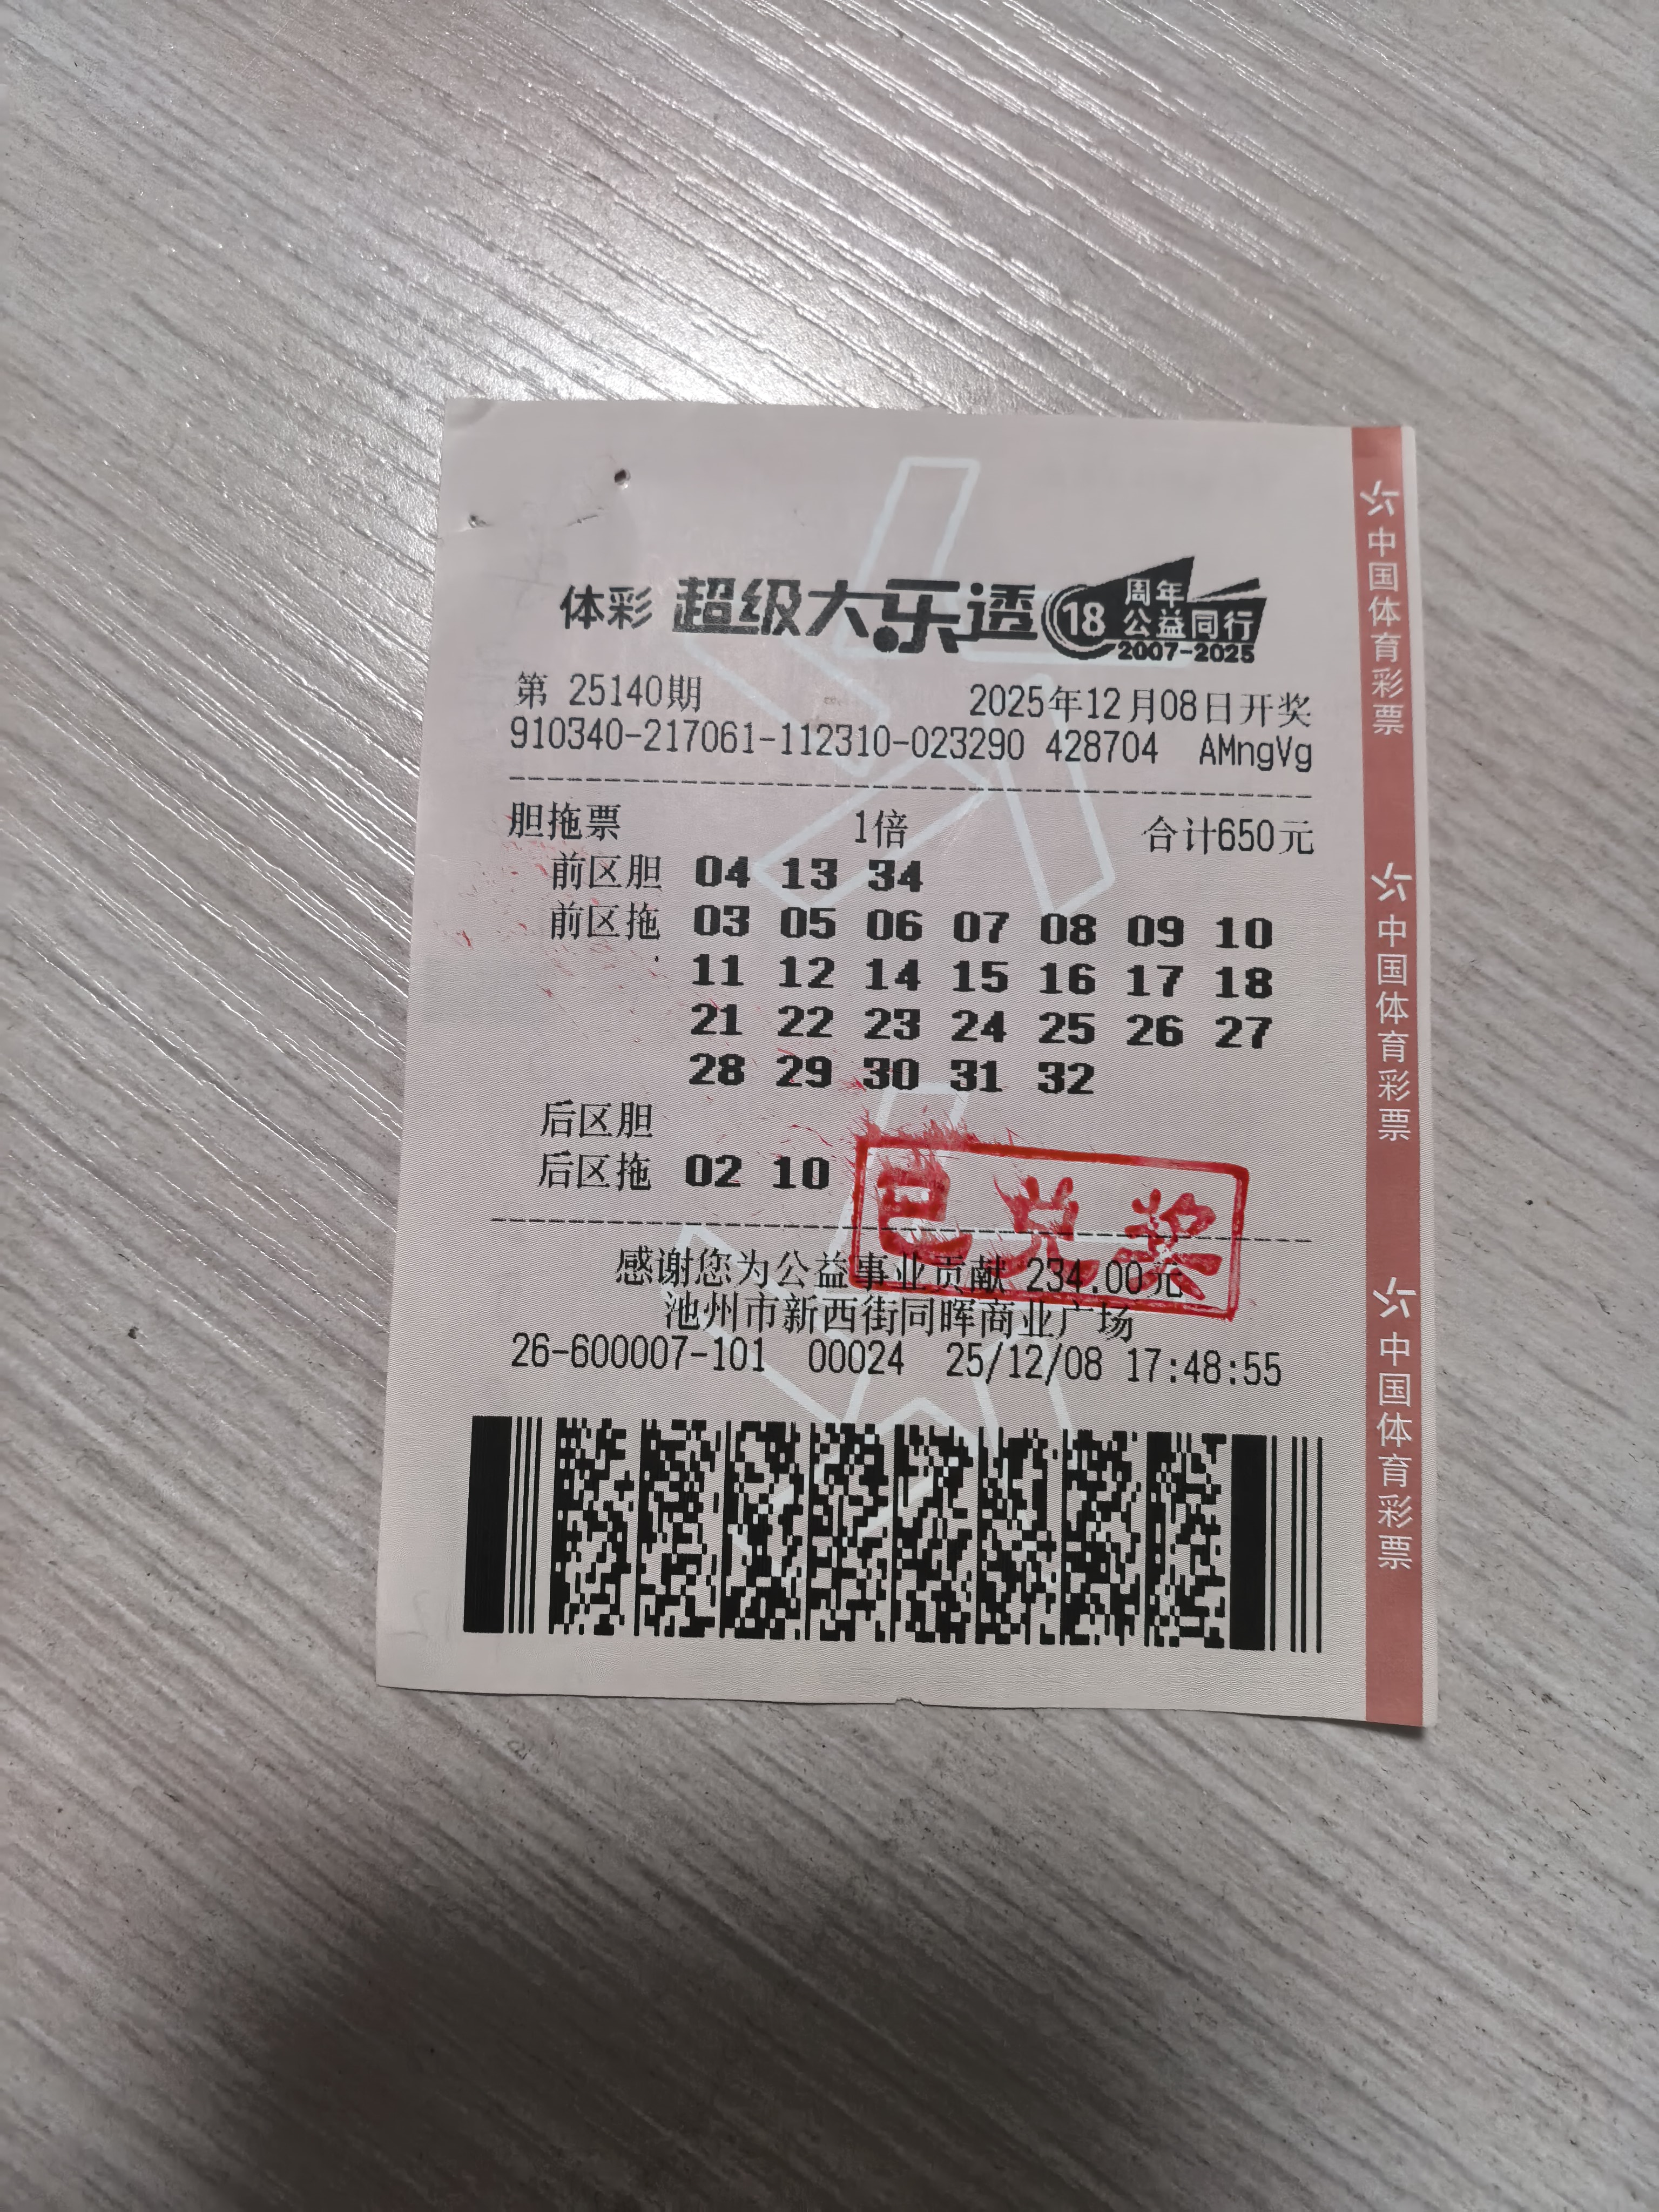 体彩 超级大乐透 18 周年 公益同行 2007-2025
第 25140期 2025年12月08日开奖
910340-217061-112310-023290 428704 AMngVg
胆拖票 1倍 合计650元
前区胆 04 13 34
前区拖 03 05 06 07 08 09 10
11 12 14 15 16 17 18
21 22 23 24 25 26 27
28 29 30 31 32
后区胆
后区拖 02 10
已兑奖
感谢您为公益事业贡献 234.00元
池州市新西街同晖商业广场
26-600007-101 00024 25/12/08 17:48:55
中国体育彩票
中国体育彩票
中国体育彩票